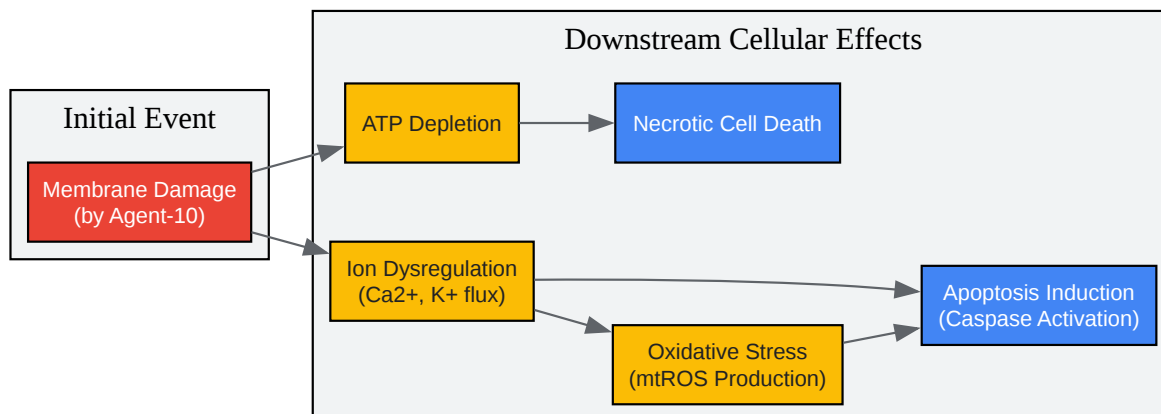 Downstream Cellular Effects
Initial Event
ATP Depletion
Necrotic Cell Death
Membrane Damage
(by Agent-10)
Ion Dysregulation
(Ca2+, K+ flux)
Apoptosis Induction
(Caspase Activation)
Oxidative Stress
(mtROS Production)